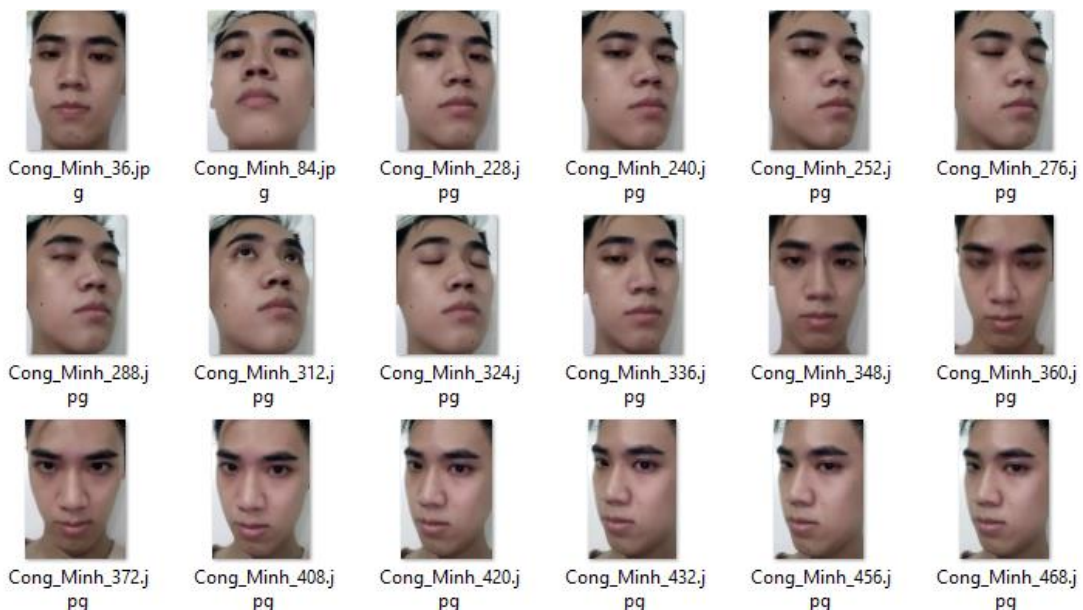 Cong_Minh_36.jp Cong_Minh_84.jp Cong_Minh_228.j Cong_Minh_240.j Cong_Minh_252.j Cong_Minh_276.j
g g pg pg pg pg
Cong_Minh_288.j Cong_Minh_312.j Cong_Minh_324.j Cong_Minh_336.j Cong_Minh_348.j Cong_Minh_360.j
pg pg pg pg pg pg
Cong_Minh_372.j Cong_Minh_408.j Cong_Minh_420.j Cong_Minh_432.j Cong_Minh_456.j Cong_Minh_468.j
pg pg pg pg pg pg